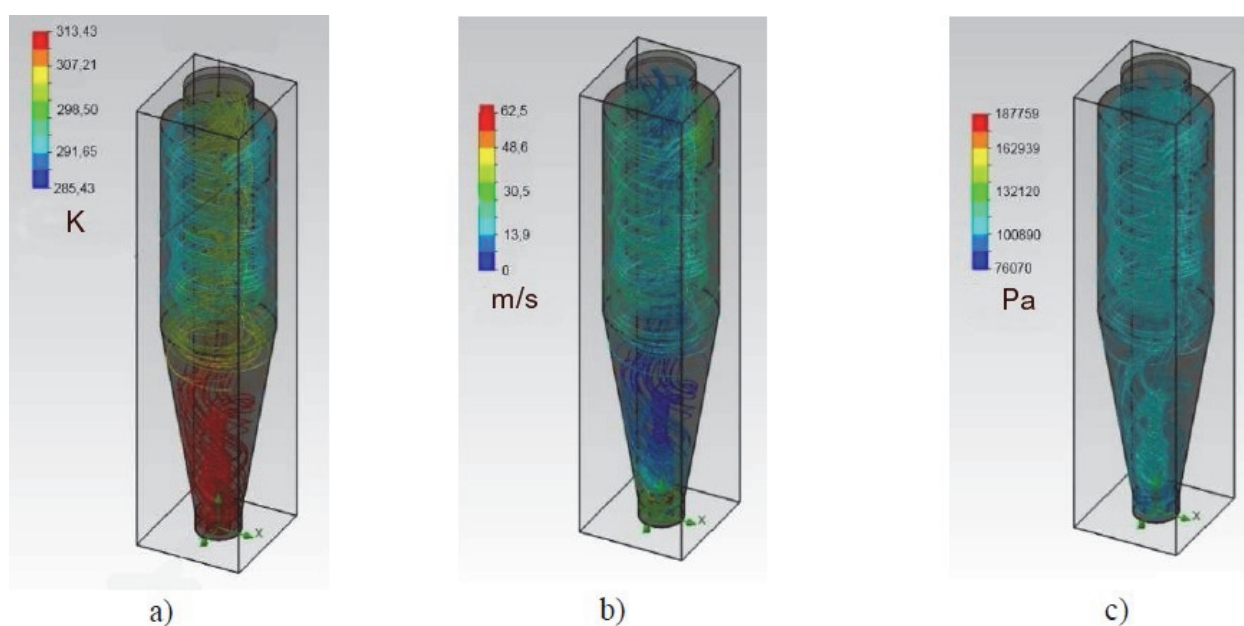 313,43
307,21
298,50
291,65
285,43
K
X
a)
62,5
48,6
30,5
13,9
0
m/s
X
b)
187759
162939
132120
100890
76070
Pa
X
c)